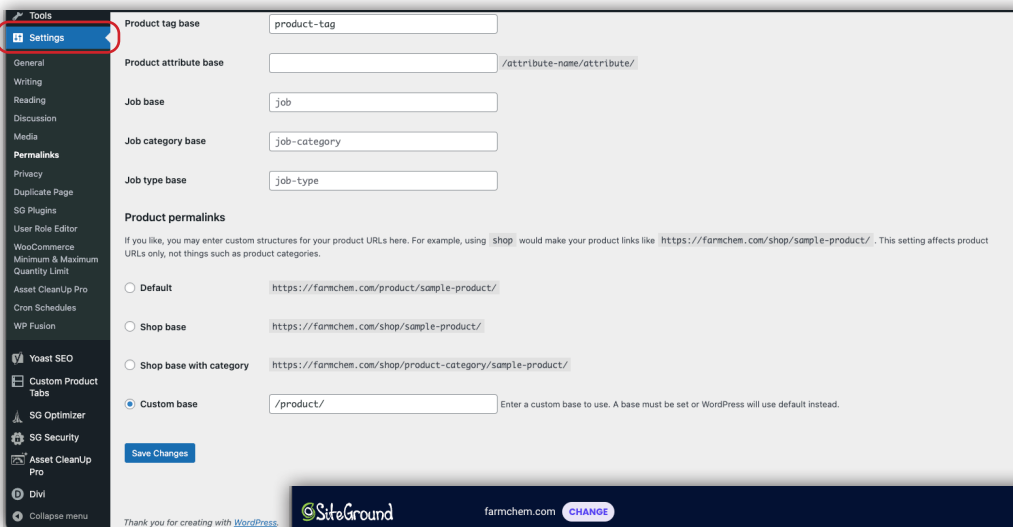 Tools
Settings
General
Writing
Reading
Discussion
Media
Permalinks
Privacy
Duplicate Page
SG Plugins
User Role Editor
WooCommerce
Minimum & Maximum
Quantity Limit
Asset CleanUp Pro
Cron Schedules
WP Fusion
Yoast SEO
Custom Product
Tabs
SG Optimizer
SG Security
Asset CleanUp
Pro
Divi
Collapse menu
Product tag base product-tag
Product attribute base /attribute-name/attribute/
Job base job
Job category base job-category
Job type base job-type
Product permalinks
If you like, you may enter custom structures for your product URLs here. For example, using shop would make your product links like https://farmchem.com/shop/sample-product/ . This setting affects product
URLs only, not things such as product categories.
Default https://farmchem.com/product/sample-product/
Shop base https://farmchem.com/shop/sample-product/
Shop base with category https://farmchem.com/shop/product-category/sample-product/
Custom base /product/ Enter a custom base to use. A base must be set or WordPress will use default instead.
Save Changes
Thank you for creating with WordPress.
SiteGround farmchem.com CHANGE